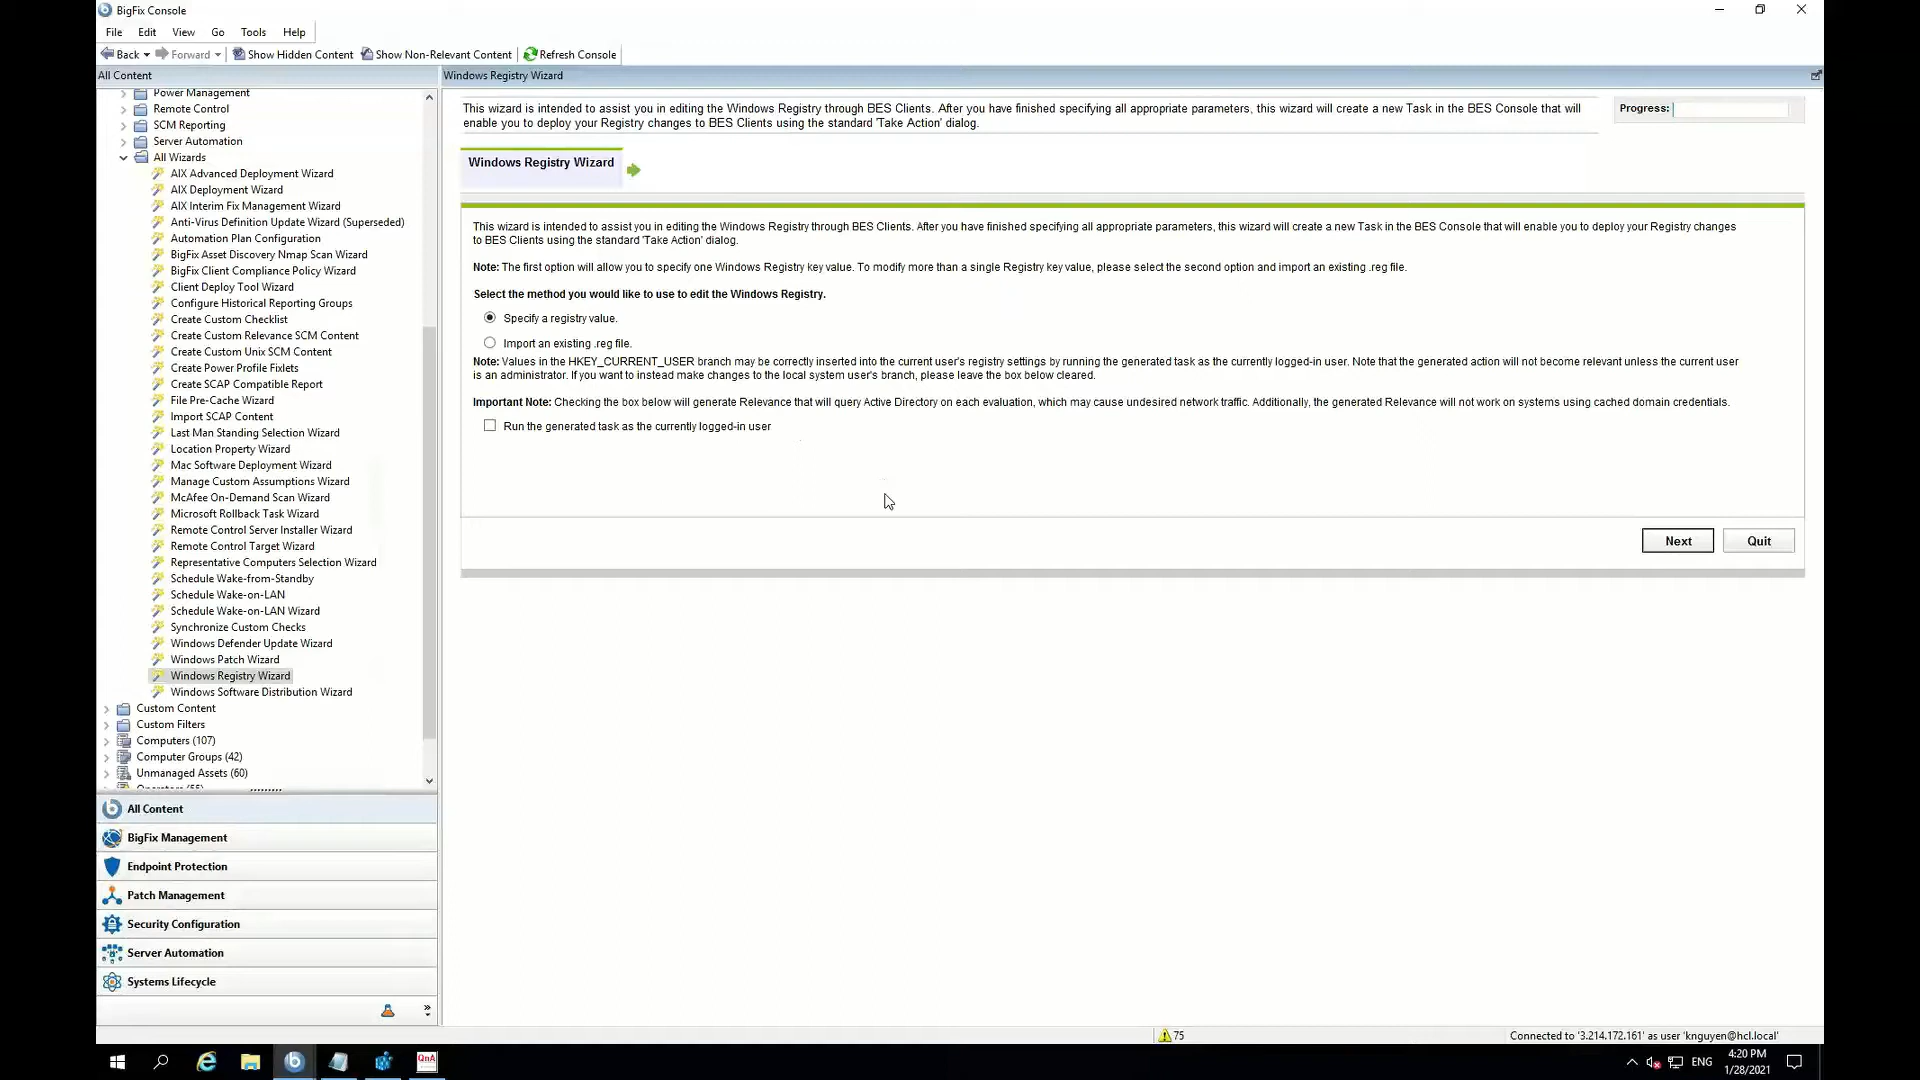 BigFix Console
File Edit View Go Tools Help
Back Forward Show Hidden Content Show Non-Relevant Content Refresh Console
All Content
Power Management
Remote Control
SCM Reporting
Server Automation
All Wizards
AIX Advanced Deployment Wizard
AIX Deployment Wizard
AIX Interim Fix Management Wizard
Anti-Virus Definition Update Wizard (Superseded)
Automation Plan Configuration
BigFix Asset Discovery Nmap Scan Wizard
BigFix Client Compliance Policy Wizard
Client Deploy Tool Wizard
Configure Historical Reporting Groups
Create Custom Checklist
Create Custom Relevance SCM Content
Create Custom Unix SCM Content
Create Power Profile Fixlets
Create SCAP Compatible Report
File Pre-Cache Wizard
Import SCAP Content
Last Man Standing Selection Wizard
Location Property Wizard
Mac Software Deployment Wizard
Manage Custom Assumptions Wizard
McAfee On-Demand Scan Wizard
Microsoft Rollback Task Wizard
Remote Control Server Installer Wizard
Remote Control Target Wizard
Representative Computers Selection Wizard
Schedule Wake-from-Standby
Schedule Wake-on-LAN
Schedule Wake-on-LAN Wizard
Synchronize Custom Checks
Windows Defender Update Wizard
Windows Patch Wizard
Windows Registry Wizard
Windows Software Distribution Wizard
Custom Content
Custom Filters
Computers (107)
Computer Groups (42)
Unmanaged Assets (60)
Operators (55)
All Content
BigFix Management
Endpoint Protection
Patch Management
Security Configuration
Server Automation
Systems Lifecycle
Windows Registry Wizard
This wizard is intended to assist you in editing the Windows Registry through BES Clients. After you have finished specifying all appropriate parameters, this wizard will create a new Task in the BES Console that will
enable you to deploy your Registry changes to BES Clients using the standard 'Take Action' dialog.
Progress:
Windows Registry Wizard
This wizard is intended to assist you in editing the Windows Registry through BES Clients. After you have finished specifying all appropriate parameters, this wizard will create a new Task in the BES Console that will enable you to deploy your Registry changes
to BES Clients using the standard 'Take Action' dialog.
Note: The first option will allow you to specify one Windows Registry key value. To modify more than a single Registry key value, please select the second option and import an existing .reg file.
Select the method you would like to use to edit the Windows Registry.
Specify a registry value.
Import an existing .reg file.
Note: Values in the HKEY_CURRENT_USER branch may be correctly inserted into the current user's registry settings by running the generated task as the currently logged-in user. Note that the generated action will not become relevant unless the current user
is an administrator. If you want to instead make changes to the local system user's branch, please leave the box below cleared.
Important Note: Checking the box below will generate Relevance that will query Active Directory on each evaluation, which may cause undesired network traffic. Additionally, the generated Relevance will not work on systems using cached domain credentials.
Run the generated task as the currently logged-in user
Next Quit
75
Connected to '3.214.172.161' as user 'knguyen@hcl.local'
QnA
ENG
4:20 PM
1/28/2021